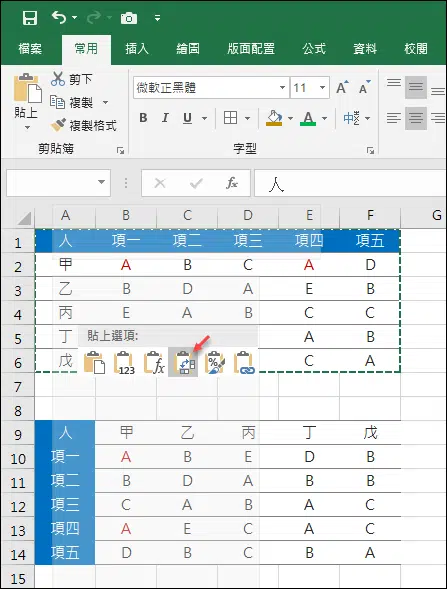 檔案 常用 插入 繪圖 版面配置 公式 資料 校閱
貼上 剪下
複製
複製格式
剪貼簿
微軟正黑體 11 A A
B I U A 中
字型
fx 人
A B C D E F G
1 人 項一 項二 項三 項四 項五
2 甲 A B C A D
3 乙 B D A E B
4 丙 E A B C C
5 丁 A B
貼上選項:
6 戊 C A
123 fx %
7
8
9 人 甲 乙 丙 丁 戊
10 項一 A B E D B
11 項二 B D A B B
12 項三 C A B A C
13 項四 A E C A C
14 項五 D B C B A
15